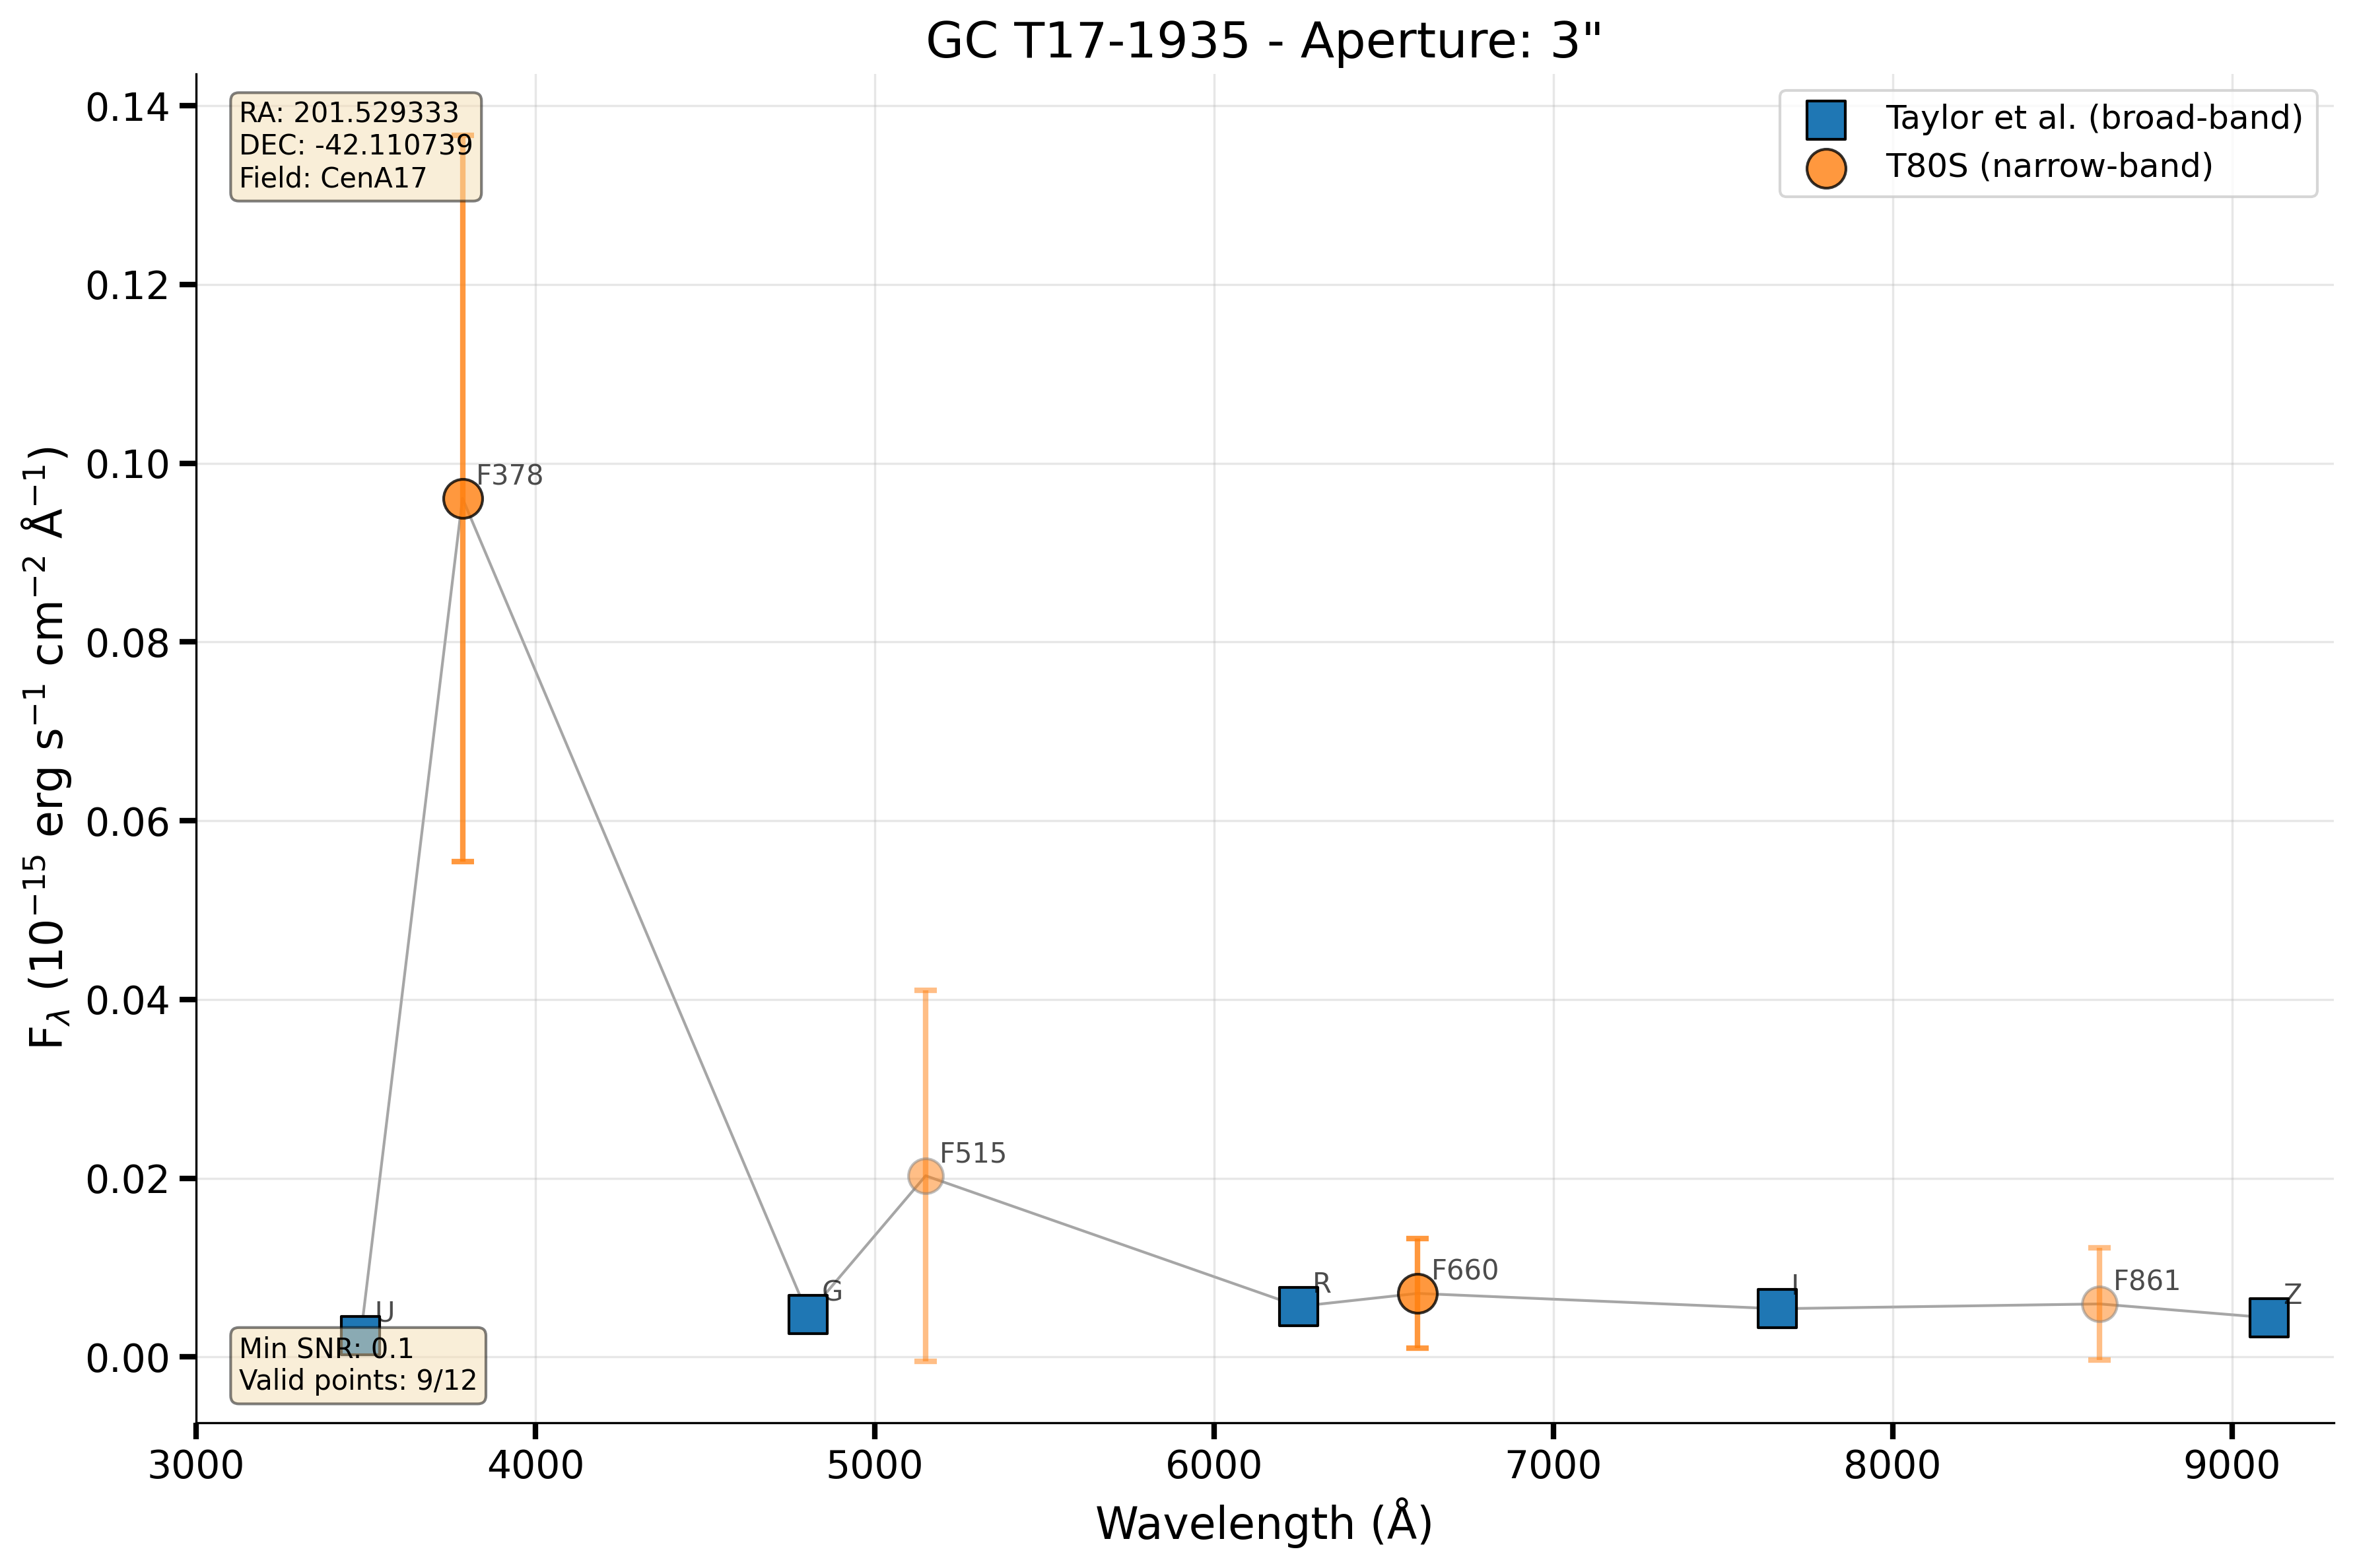 GC T17-1935 - Aperture: 3"
RA: 201.529333
DEC: -42.110739
Field: CenA17
Taylor et al. (broad-band)
T80S (narrow-band)
0.14
0.12
0.10
0.08
0.06
0.04
0.02
0.00
F_λ (10⁻¹⁵ erg s⁻¹ cm⁻² Å⁻¹)
F378
F515
U
G
R
F660
I
F861
Z
Min SNR: 0.1
Valid points: 9/12
3000 4000 5000 6000 7000 8000 9000
Wavelength (Å)